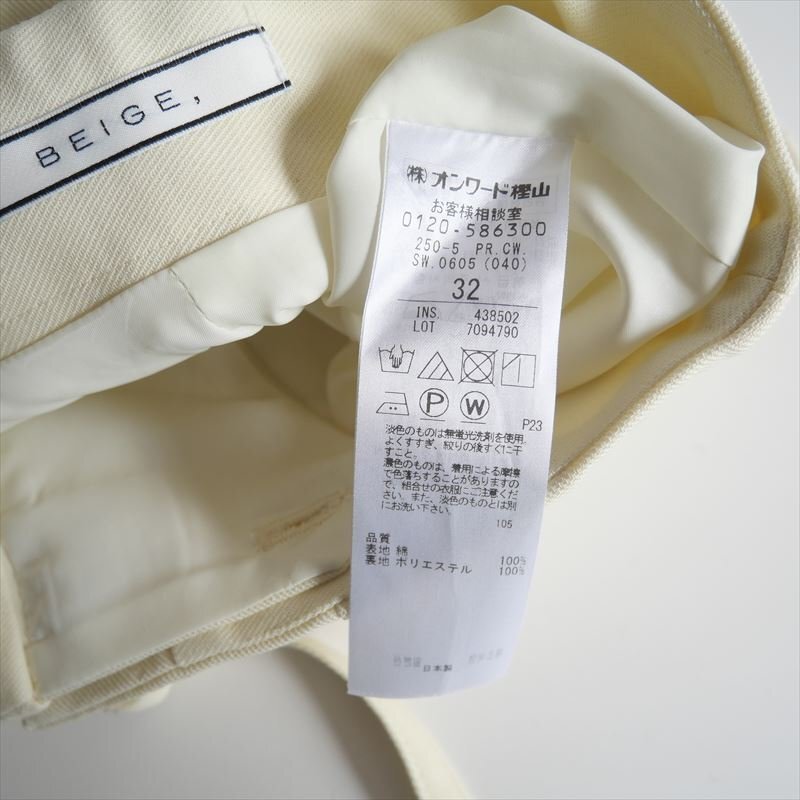 BEIGE,
(株)オンワード樫山
お客様相談室
0120-586300
250-5 PR.CW.
SW.0605 (040)
32
INS. 438502
LOT 7094790
P W
P23
淡色のものは無蛍光洗剤を使用、
よくすすぎ、絞りの後すぐに干
すこと。
濃色のものは、着用による摩擦
で色落ちすることがありますの
で、組合せの衣服にご注意くだ
さい。また、淡色のものとは別
にお洗い下さい。
105
品質
表地 綿 100%
裏地 ポリエステル 100%
日本製